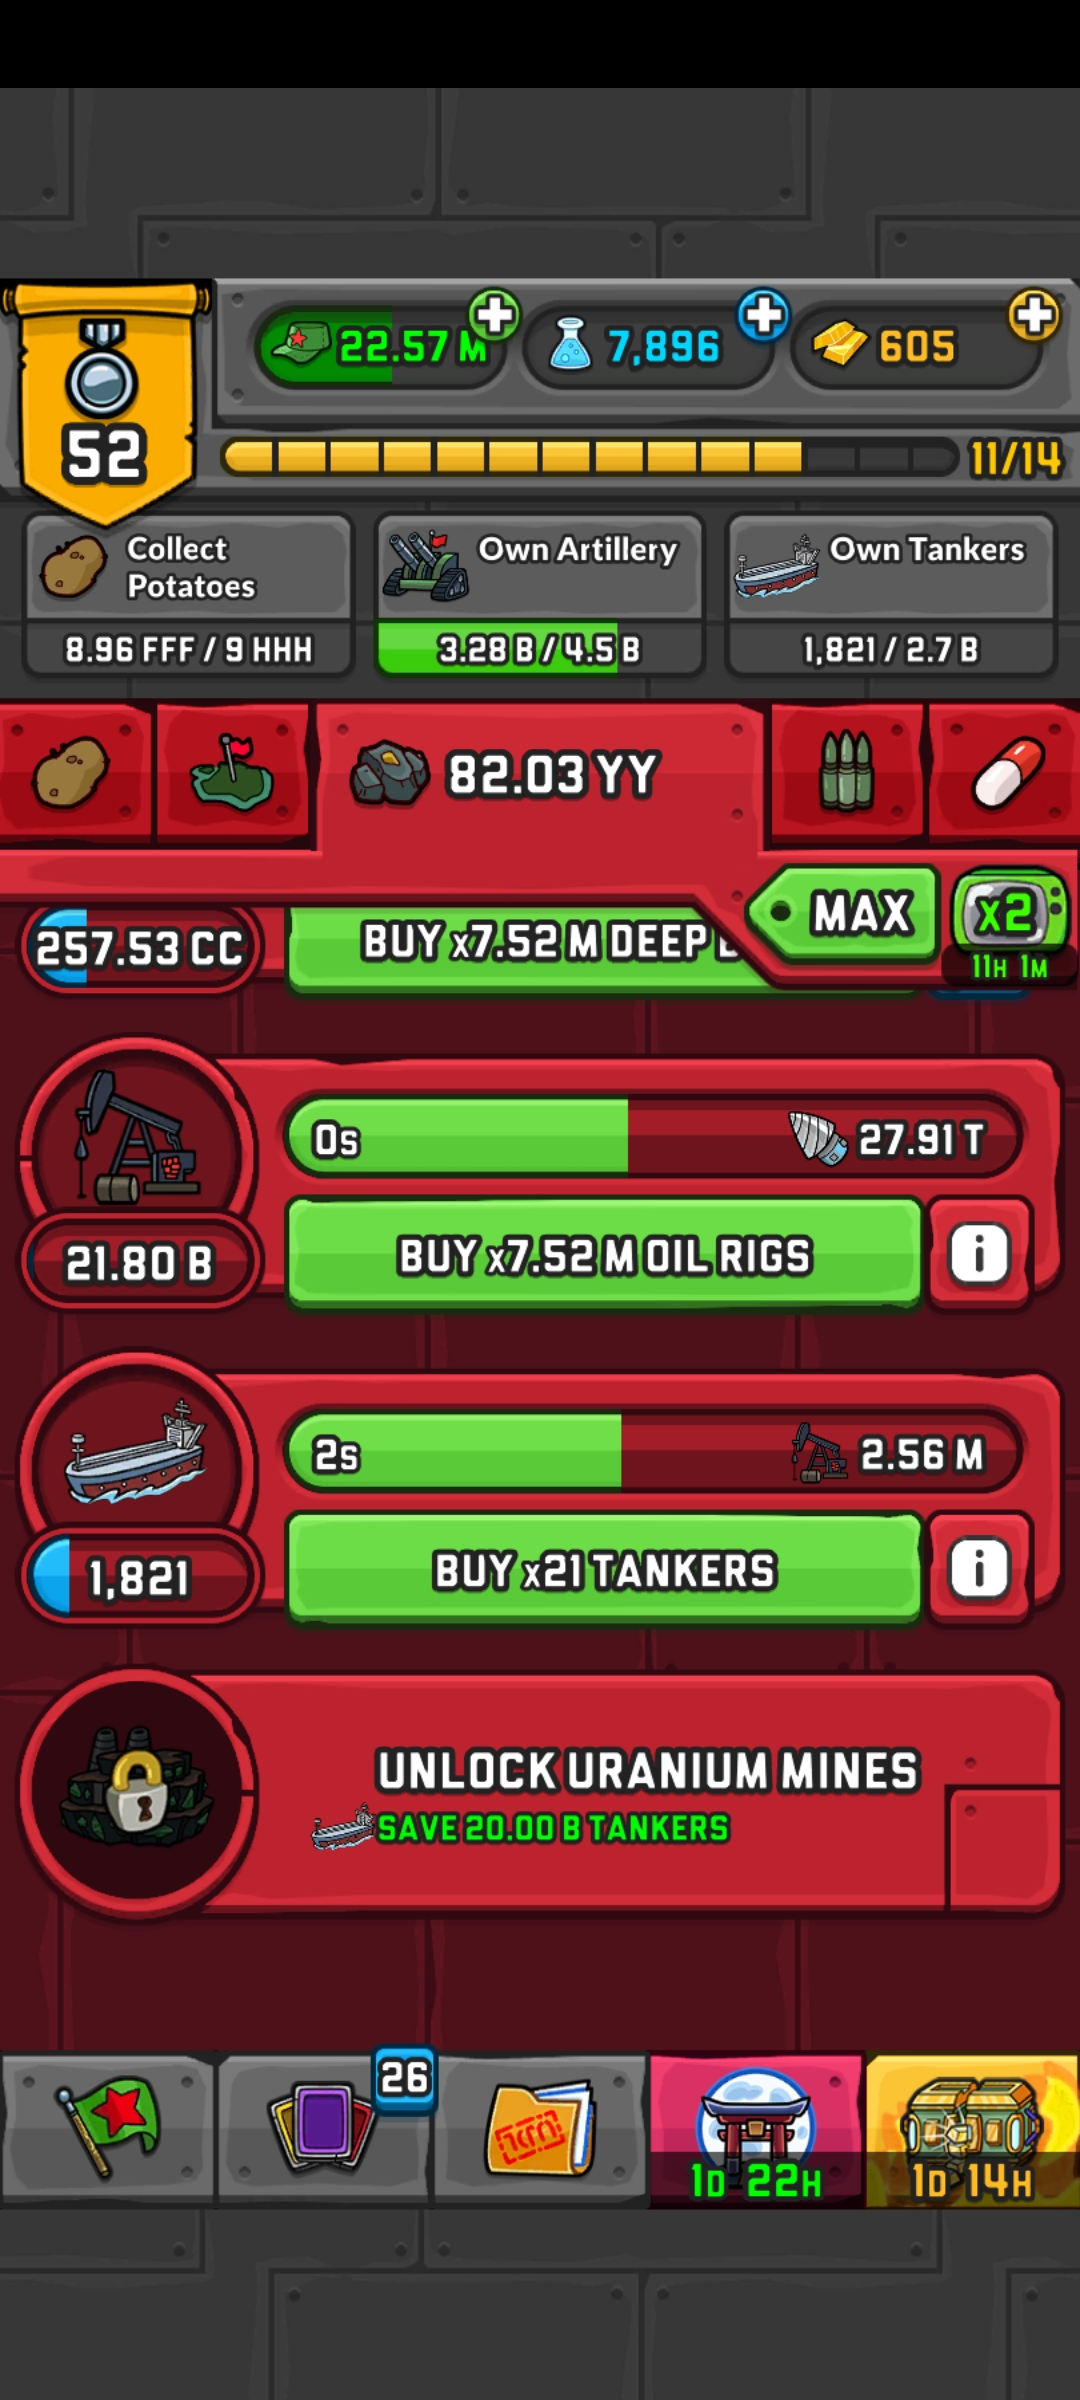 22.57 M
7,896
605
52
11/14
Collect
Potatoes
Own Artillery
Own Tankers
8.96 FFF / 9 HHH
3.28 B / 4.5 B
1,821 / 2.7 B
82.03 YY
MAX
x2
11H 1M
257.53 CC
BUY x7.52 M DEEP
0s
27.91 T
21.80 B
BUY x7.52 M OIL RIGS
i
2s
2.56 M
1,821
BUY x21 TANKERS
i
UNLOCK URANIUM MINES
SAVE 20.00 B TANKERS
26
1D 22H
1D 14H